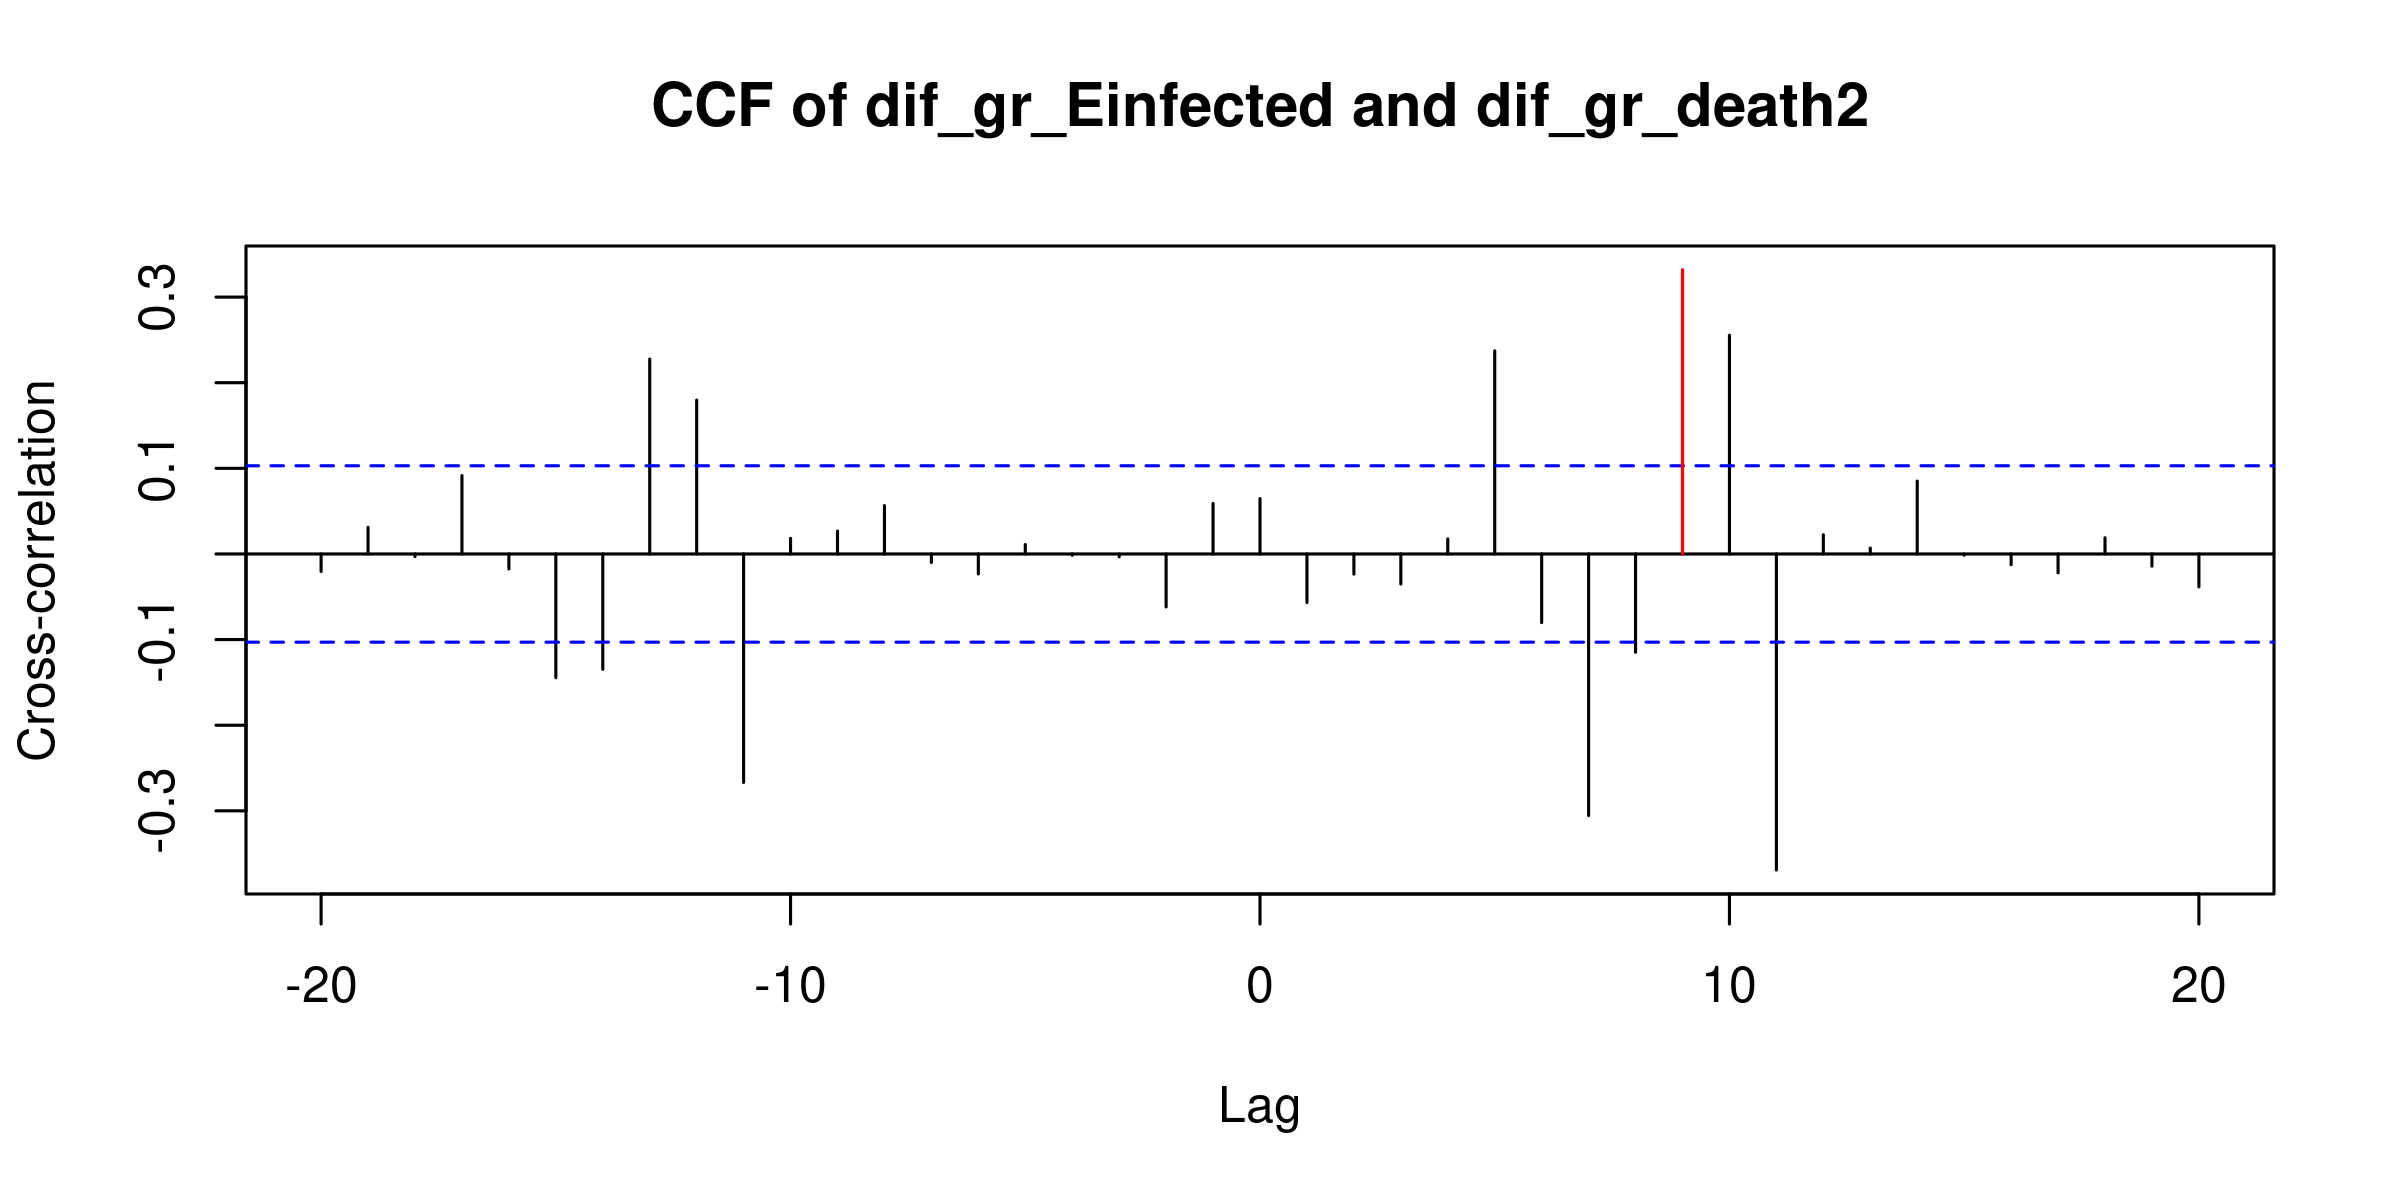 CCF of dif_gr_Einfected and dif_gr_death2
Cross-correlation
0.3
0.1
-0.1
-0.3
-20 -10 0 10 20
Lag